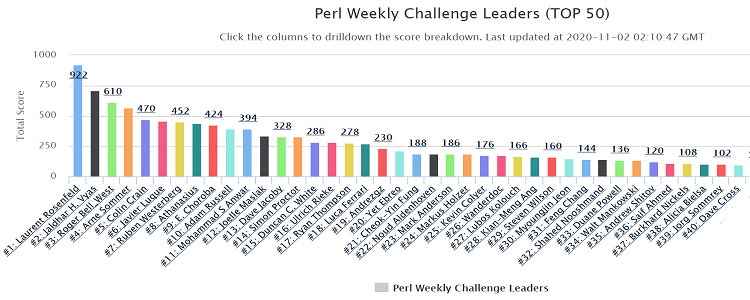 Perl Weekly Challenge Leaders (TOP 50)
Click the columns to drilldown the score breakdown. Last updated at 2020-11-02 02:10:47 GMT
Total Score
1000
750
500
250
0
922
610
470
452
424
394
328
286
278
230
188
186
176
166
160
144
136
120
108
102
#1: Laurent Rosenfeld
#2: Jaldhar H. Vyas
#3: Roger Bell_West
#4: Arne Sommer
#5: Colin Crain
#6: Javier Luque
#7: Ruben Westerberg
#8: Athanasius
#9: E. Choroba
#10: Adam Russell
#11: Mohammad S Anwar
#12: Joelle Maslak
#13: Dave Jacoby
#14: Simon Proctor
#15: Duncan C. White
#16: Ulrich Rieke
#17: Ryan Thompson
#18: Luca Ferrari
#19: Andrezgz
#20: Yet Ebreo
#21: Cheok-Yin Fung
#22: Noud Aldenhoven
#23: Mark Anderson
#24: Markus Holzer
#25: Kevin Colyer
#26: Wanderdoc
#27: Lubos Kolouch
#28: Kian-Meng Ang
#29: Steven Wilson
#30: Myoungjin Jeon
#31: Feng Chang
#32: Shahed Nooshmand
#33: Duane Powell
#34: Walt Mankowski
#35: Andrew Shitov
#36: Saif Ahmed
#37: Burkhard Nickels
#38: Alicia Bielsa
#39: Jorg Sommrey
#40: Dave Cross
Perl Weekly Challenge Leaders